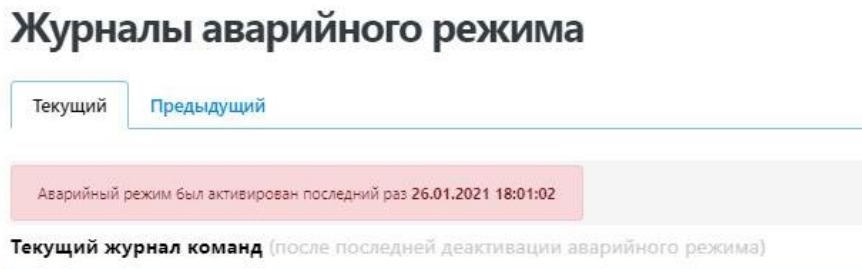 Журналы аварийного режима
Текущий Предыдущий
Аварийный режим был активирован последний раз 26.01.2021 18:01:02
Текущий журнал команд (после последней деактивации аварийного режима)